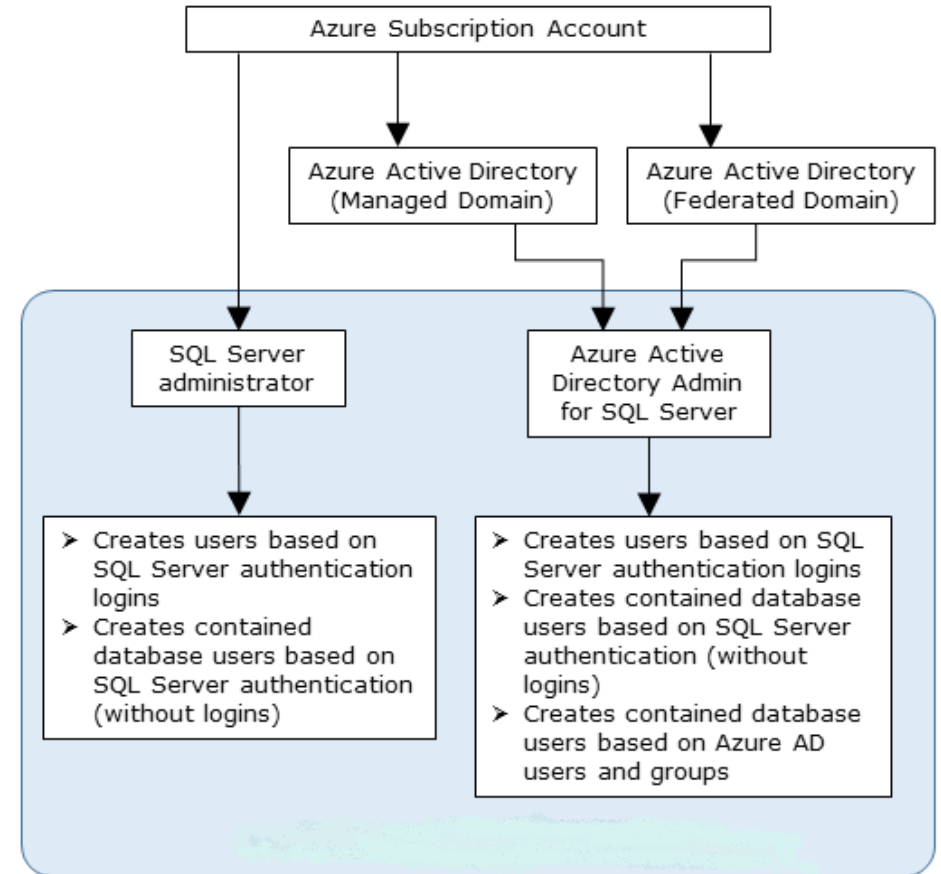 Azure Subscription Account
Azure Active Directory
(Managed Domain)
Azure Active Directory
(Federated Domain)
SQL Server
administrator
Azure Active
Directory Admin
for SQL Server
➢ Creates users based on
SQL Server authentication
logins
➢ Creates contained
database users based on
SQL Server authentication
(without logins)
➢ Creates users based on SQL
Server authentication logins
➢ Creates contained database
users based on SQL Server
authentication (without
logins)
➢ Creates contained database
users based on Azure AD
users and groups